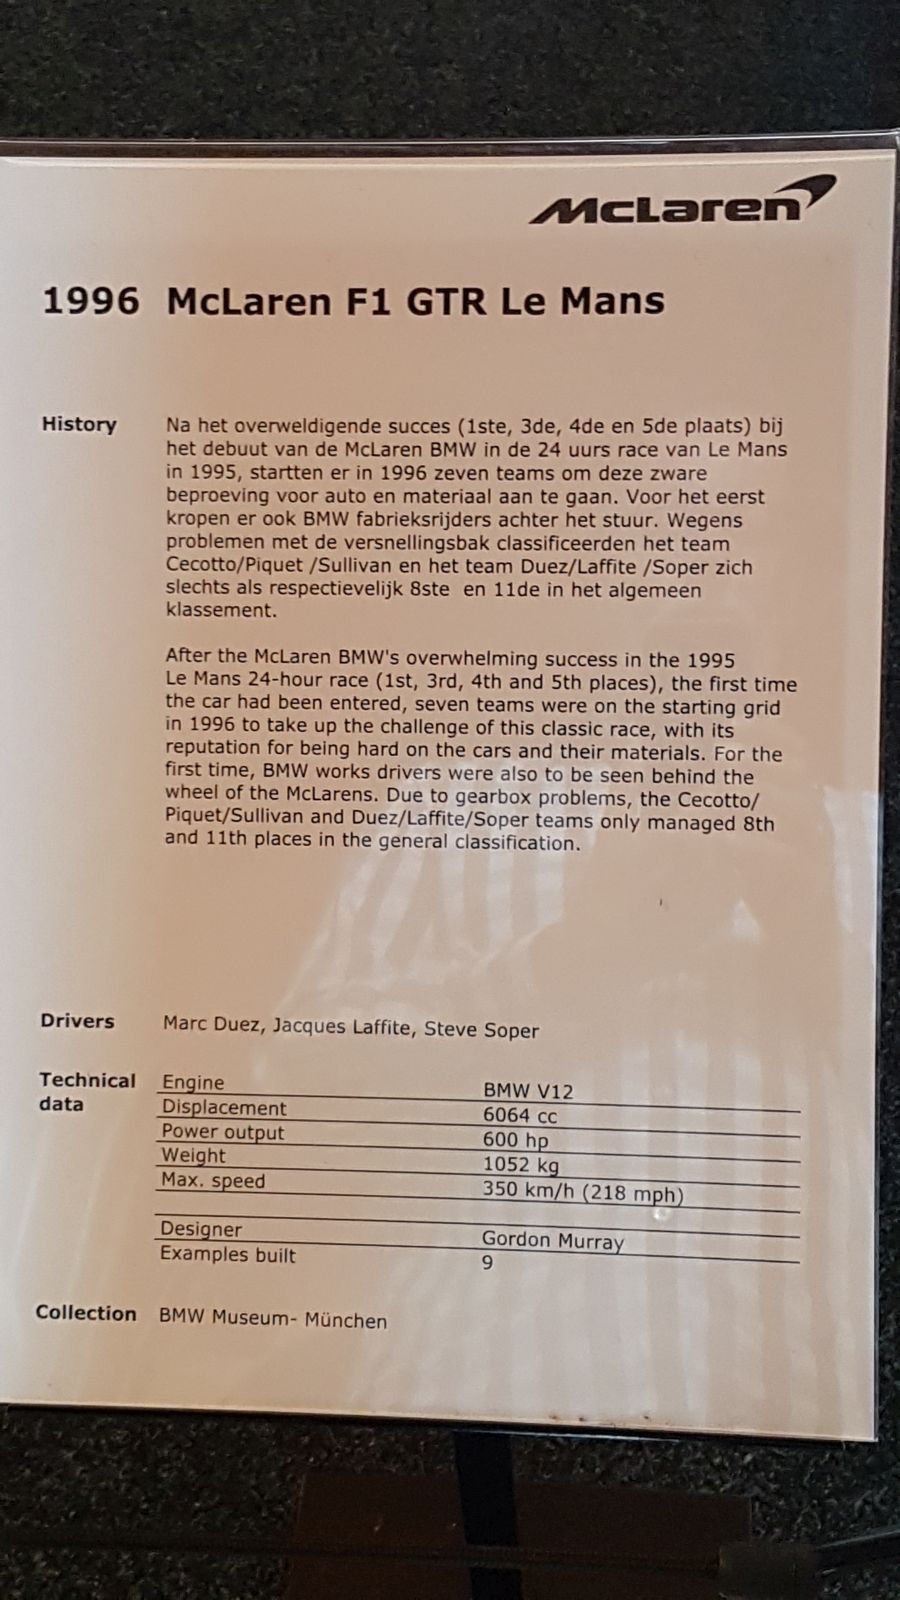 McLaren
1996 McLaren F1 GTR Le Mans
History
Na het overweldigende succes (1ste, 3de, 4de en 5de plaats) bij
het debuut van de McLaren BMW in de 24 uurs race van Le Mans
in 1995, startten er in 1996 zeven teams om deze zware
beproeving voor auto en materiaal aan te gaan. Voor het eerst
kropen er ook BMW fabrieksrijders achter het stuur. Wegens
problemen met de versnellingsbak classificeerden het team
Cecotto/Piquet /Sullivan en het team Duez/Laffite /Soper zich
slechts als respectievelijk 8ste  en 11de in het algemeen
klassement.
After the McLaren BMW's overwhelming success in the 1995
Le Mans 24-hour race (1st, 3rd, 4th and 5th places), the first time
the car had been entered, seven teams were on the starting grid
in 1996 to take up the challenge of this classic race, with its
reputation for being hard on the cars and their materials. For the
first time, BMW works drivers were also to be seen behind the
wheel of the McLarens. Due to gearbox problems, the Cecotto/
Piquet/Sullivan and Duez/Laffite/Soper teams only managed 8th
and 11th places in the general classification.
Drivers Marc Duez, Jacques Laffite, Steve Soper
Technical
data
Engine BMW V12
Displacement 6064 cc
Power output 600 hp
Weight 1052 kg
Max. speed 350 km/h (218 mph)
Designer Gordon Murray
Examples built 9
Collection BMW Museum- München